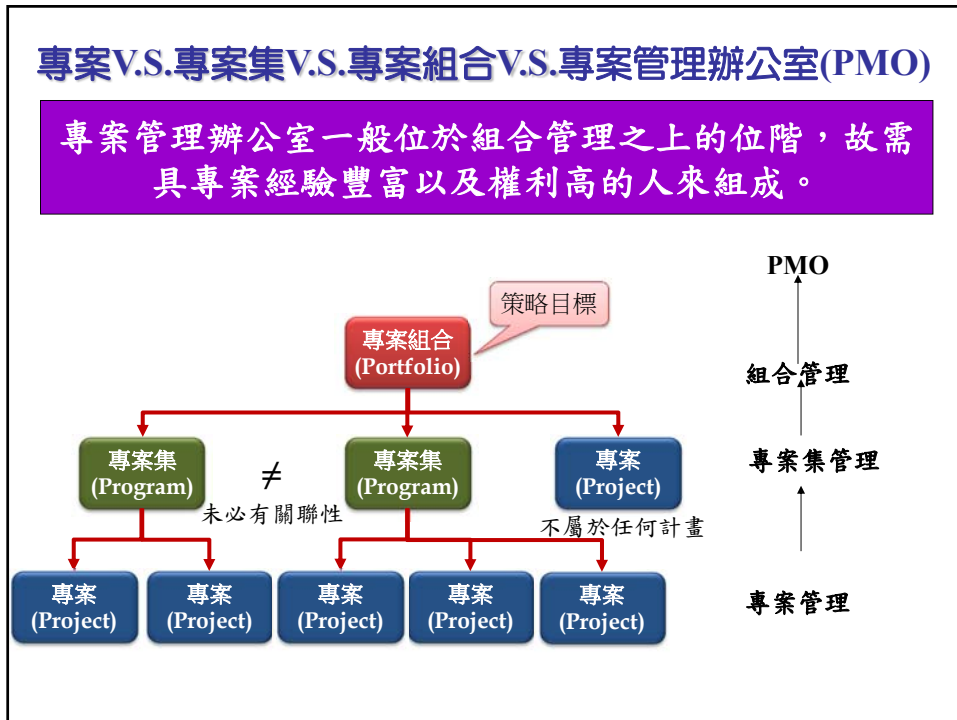 專案V.S.專案集V.S.專案組合V.S.專案管理辦公室(PMO)
專案管理辦公室一般位於組合管理之上的位階，故需
具專案經驗豐富以及權利高的人來組成。
PMO
策略目標
專案組合
(Portfolio)
組合管理
專案集
(Program)
≠
未必有關聯性
專案集
(Program)
專案
(Project)
不屬於任何計畫
專案集管理
專案
(Project)
專案
(Project)
專案
(Project)
專案
(Project)
專案
(Project)
專案管理